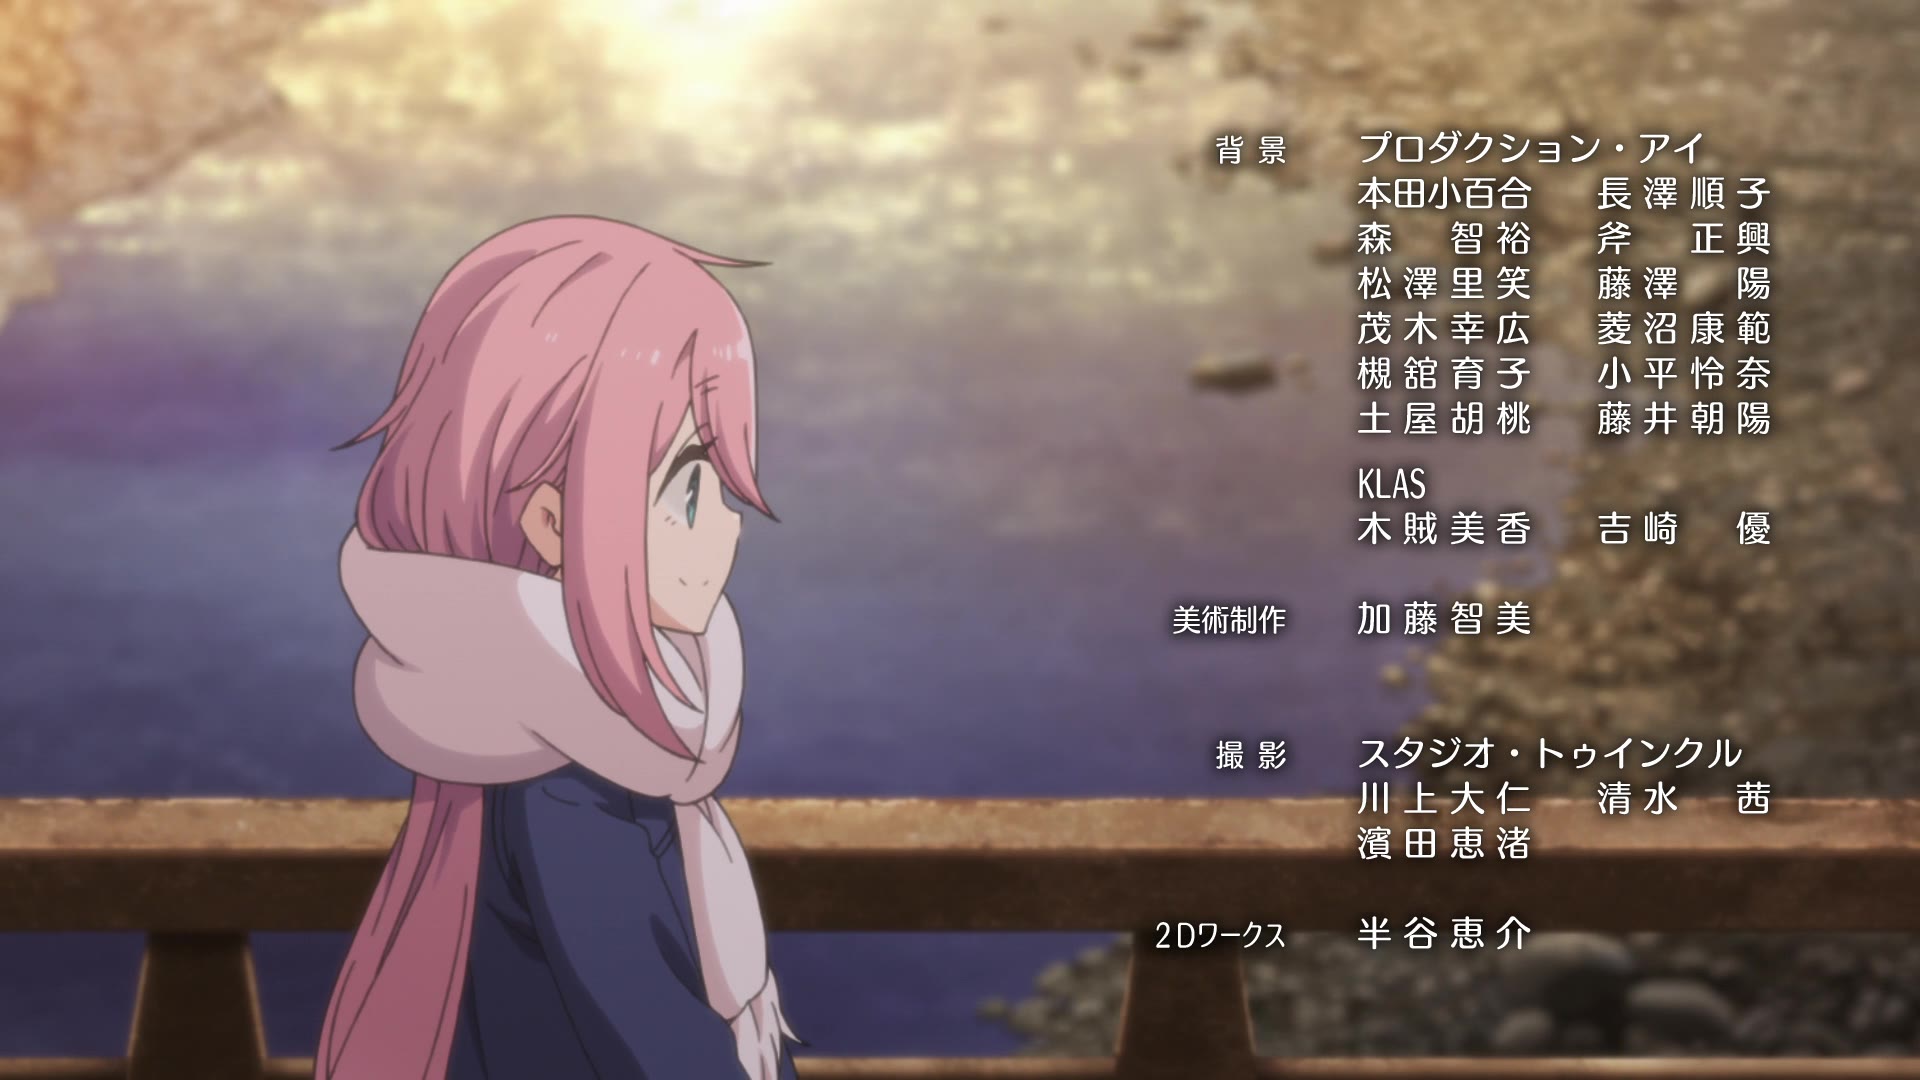 背景 プロダクション・アイ
本田小百合 長澤順子
森 智裕 斧 正興
松澤里笑 藤澤 陽
茂木幸広 菱沼康範
槻舘育子 小平怜奈
土屋胡桃 藤井朝陽
KLAS
木賊美香 吉崎 優
美術制作 加藤智美
撮影 スタジオ・トゥインクル
川上大仁 清水 茜
濱田恵渚
2Dワークス 半谷恵介